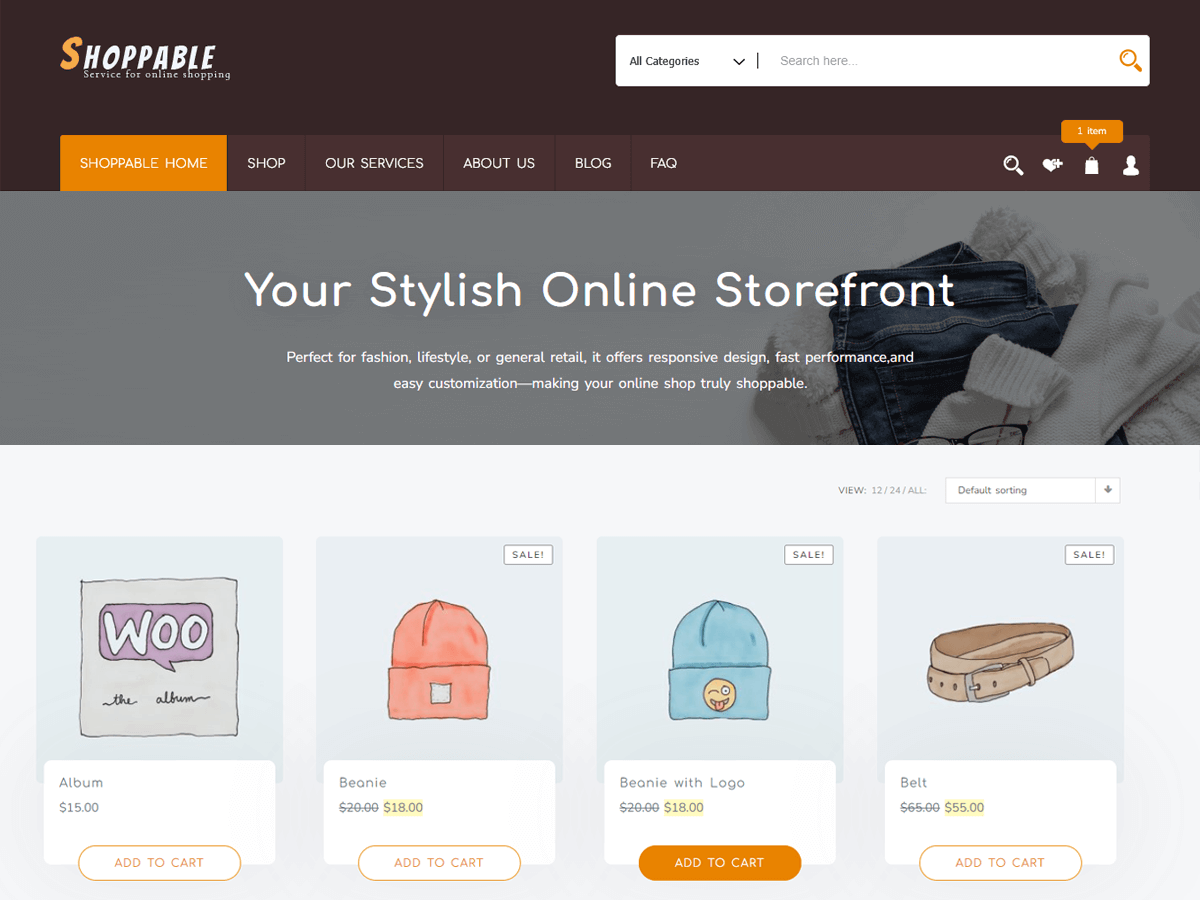 SHOPPABLE
Service for online shopping
All Categories
Search here...
1 item
SHOPPABLE HOME SHOP OUR SERVICES ABOUT US BLOG FAQ
Your Stylish Online Storefront
Perfect for fashion, lifestyle, or general retail, it offers responsive design, fast performance,and
easy customization—making your online shop truly shoppable.
VIEW: 12 / 24 / ALL:
Default sorting
WOO
the album
Album
$15.00
ADD TO CART
SALE!
Beanie
$20.00 $18.00
ADD TO CART
SALE!
Beanie with Logo
$20.00 $18.00
ADD TO CART
SALE!
Belt
$65.00 $55.00
ADD TO CART